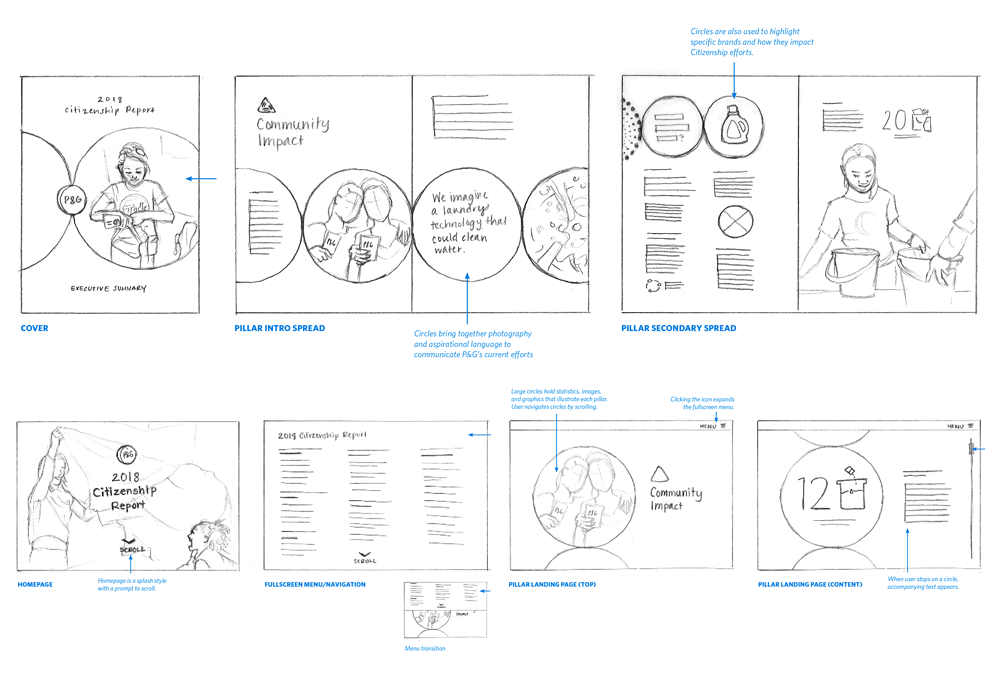 Circles are also used to highlight
specific brands and how they impact
Citizenship efforts.
2018
Citizenship Report
P&G
EXECUTIVE SUMMARY
COVER
Community
Impact
P&G
P&G
We imagine
a laundry
technology that
could clean
water.
PILLAR INTRO SPREAD
Circles bring together photography
and aspirational language to
communicate P&G's current efforts
?
20
PILLAR SECONDARY SPREAD
P&G
2018
Citizenship
Report
SCROLL
HOMEPAGE
Homepage is a splash style
with a prompt to scroll.
2018 Citizenship Report
SCROLL
FULLSCREEN MENU/NAVIGATION
Impact
Menu transition
Large circles hold statistics, images,
and graphics that illustrate each pillar.
User navigates circles by scrolling.
Clicking the icon expands
the fullscreen menu.
MENU
P&G
P&G
Community
Impact
PILLAR LANDING PAGE (TOP)
MENU
12
PILLAR LANDING PAGE (CONTENT)
When user stops on a circle,
accompanying text appears.